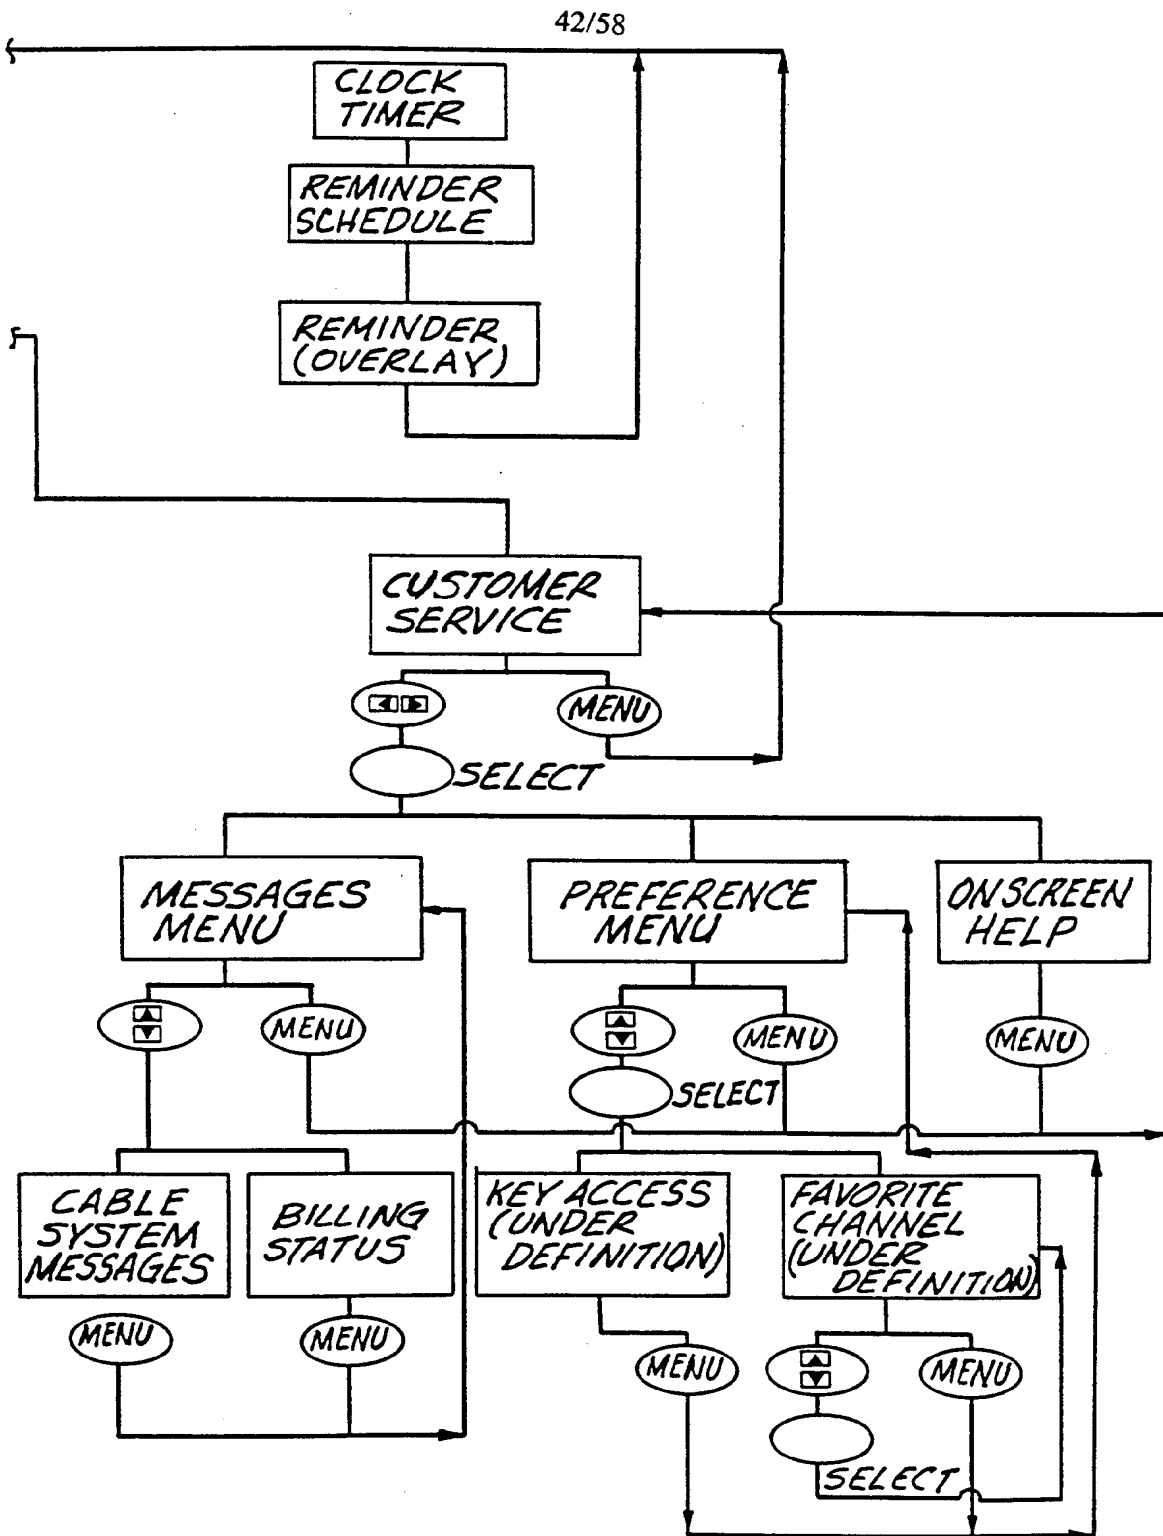 42/58
CLOCK
TIMER
REMINDER
SCHEDULE
REMINDER
(OVERLAY)
CUSTOMER
SERVICE
MENU
SELECT
MESSAGES
MENU
PREFERENCE
MENU
ONSCREEN
HELP
MENU
MENU
MENU
SELECT
CABLE
SYSTEM
MESSAGES
BILLING
STATUS
KEY ACCESS
(UNDER
DEFINITION)
FAVORITE
CHANNEL
(UNDER
DEFINITION)
MENU
MENU
MENU
MENU
SELECT